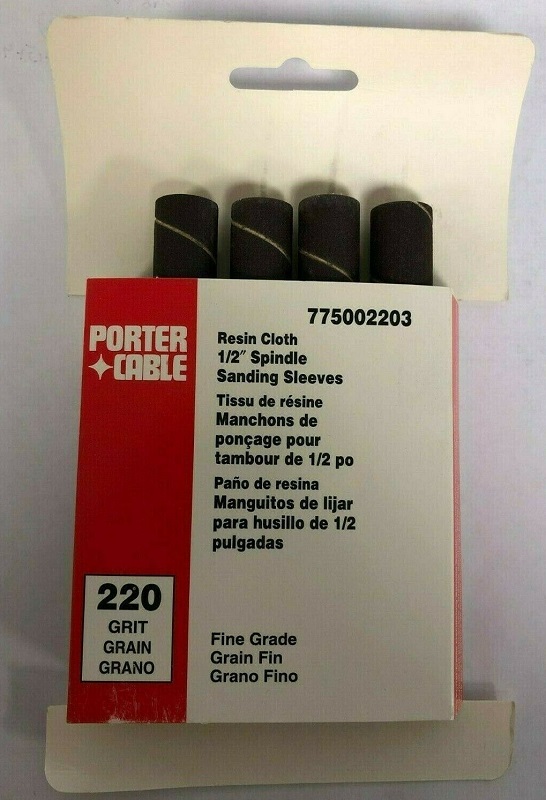 775002203
PORTER
CABLE
Resin Cloth
1/2" Spindle
Sanding Sleeves
Tissu de résine
Manchons de
ponçage pour
tambour de 1/2 po
Paño de resina
Manguitos de lijar
para husillo de 1/2
pulgadas
220
GRIT
GRAIN
GRANO
Fine Grade
Grain Fin
Grano Fino